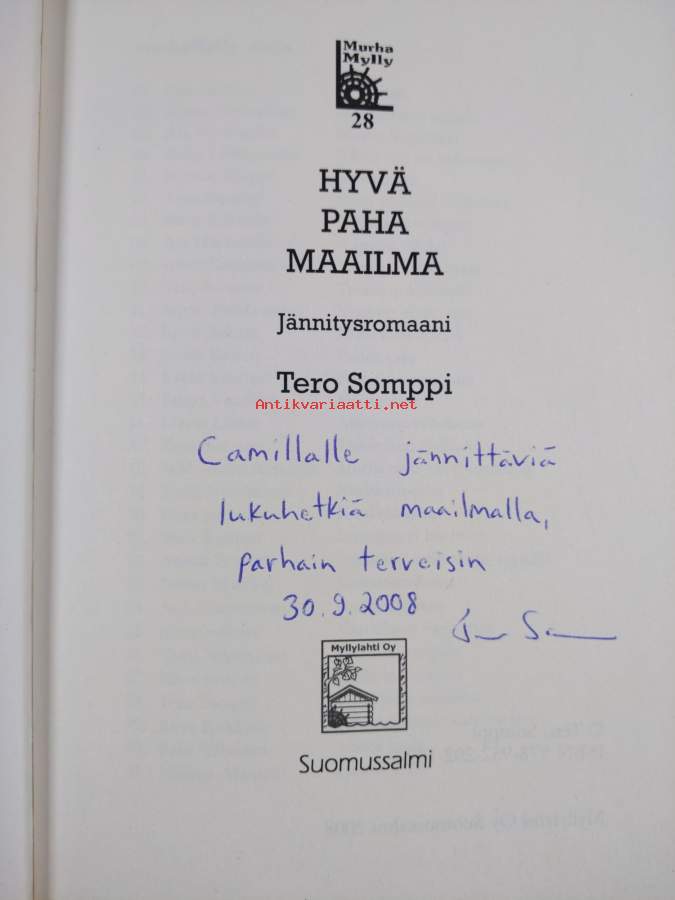 Murha
Mylly
28
HYVÄ
PAHA
MAAILMA
Jännitysromaani
Tero Somppi
Antikvariaatti.net
Camillalle jännittäviä
lukuhetkiä maailmalla,
parhain terveisin
30.9.2008
Myllylahti Oy
Suomussalmi